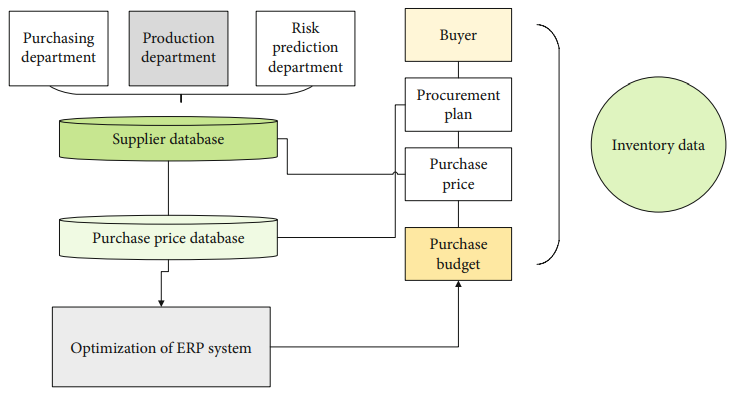 Purchasing
department
Production
department
Risk
prediction
department
Supplier database
Purchase price database
Optimization of ERP system
Buyer
Procurement
plan
Purchase
price
Purchase
budget
Inventory data